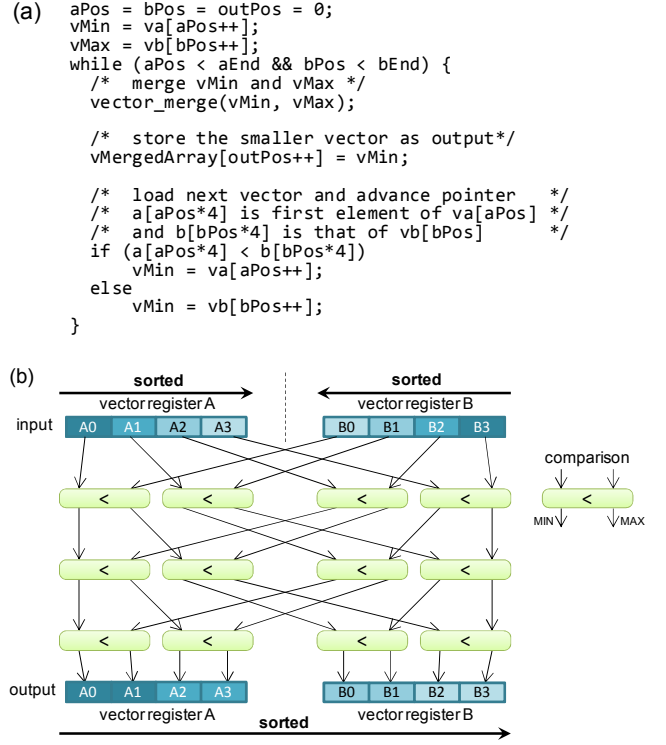 (a)
aPos = bPos = outPos = 0;
vMin = va[aPos++];
vMax = vb[bPos++];
while (aPos < aEnd && bPos < bEnd) {
/*  merge vMin and vMax */
vector_merge(vMin, vMax);
/*  store the smaller vector as output*/
vMergedArray[outPos++] = vMin;
/*  load next vector and advance pointer   */
/*  a[aPos*4] is first element of va[aPos] */
/*  and b[bPos*4] is that of vb[bPos]      */
if (a[aPos*4] < b[bPos*4])
vMin = va[aPos++];
else
vMin = vb[bPos++];
}
(b)
sorted sorted
vector register A vector register B
input A0 A1 A2 A3 B0 B1 B2 B3
comparison
< < < < <
MIN MAX
< < < <
< < < <
output A0 A1 A2 A3 B0 B1 B2 B3
vector register A vector register B
sorted